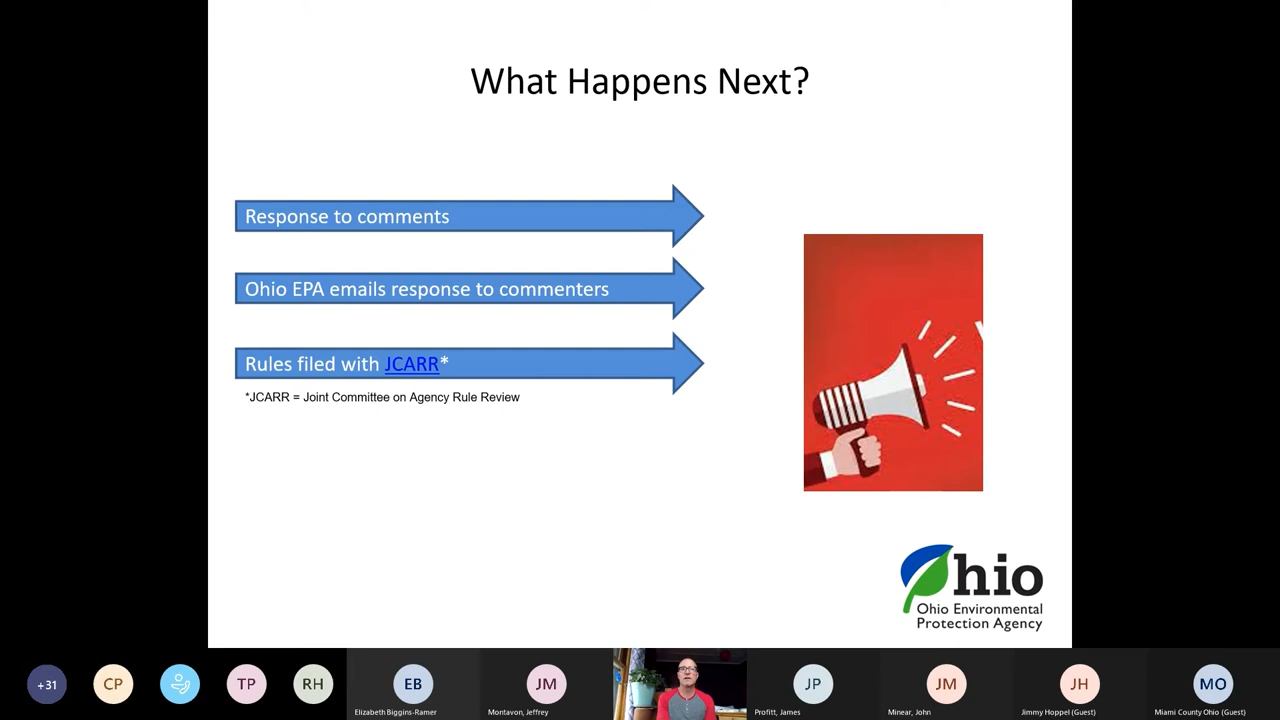 What Happens Next?
Response to comments
Ohio EPA emails response to commenters
Rules filed with JCARR*
*JCARR = Joint Committee on Agency Rule Review
Ohio
Ohio Environmental
Protection Agency
+31
CP
TP
RH
EB
JM
JP
JM
JH
MO
Elizabeth Biggins-Ramer
Montavon, Jeffrey
Profitt, James
Minear, John
Jimmy Hoppel (Guest)
Miami County Ohio (Guest)